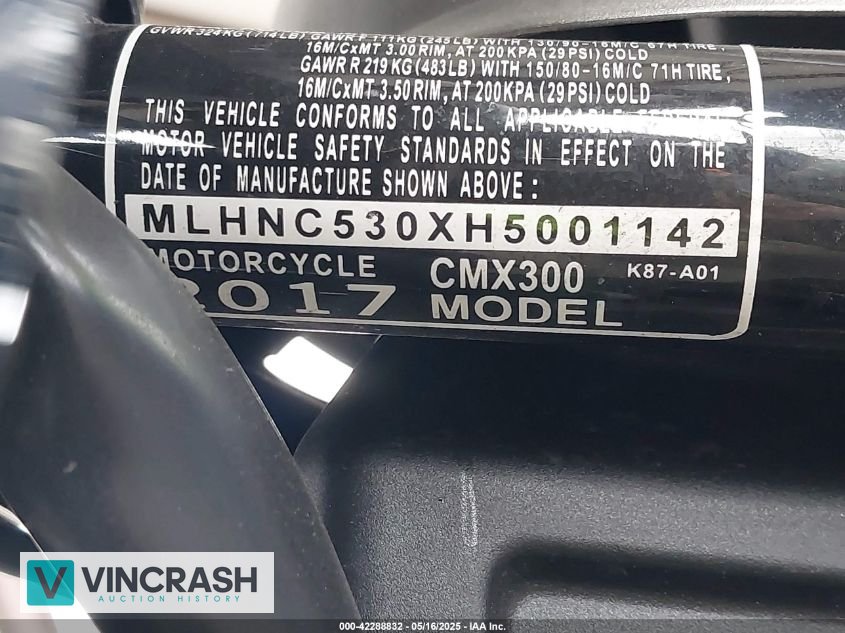 GVWR 324KG (714LB) GAWR F 111KG (245LB) WITH 130/90-16M/C 67H TIRE,
16M/CxMT 3.00 RIM, AT 200 KPA (29 PSI) COLD
GAWR R 219 KG (483LB) WITH 150/80-16M/C 71H TIRE,
16M/CxMT 3.50 RIM, AT 200KPA (29 PSI) COLD
THIS VEHICLE CONFORMS TO ALL APPLICABLE FEDERAL
MOTOR VEHICLE SAFETY STANDARDS IN EFFECT ON THE
DATE OF MANUFACTURE SHOWN ABOVE :
MLHNC530XH5001142
MOTORCYCLE CMX300 K87-A01
2017 MODEL
V VINCRASH
AUCTION HISTORY
000-42288832 - 05/16/2025 - IAA Inc.